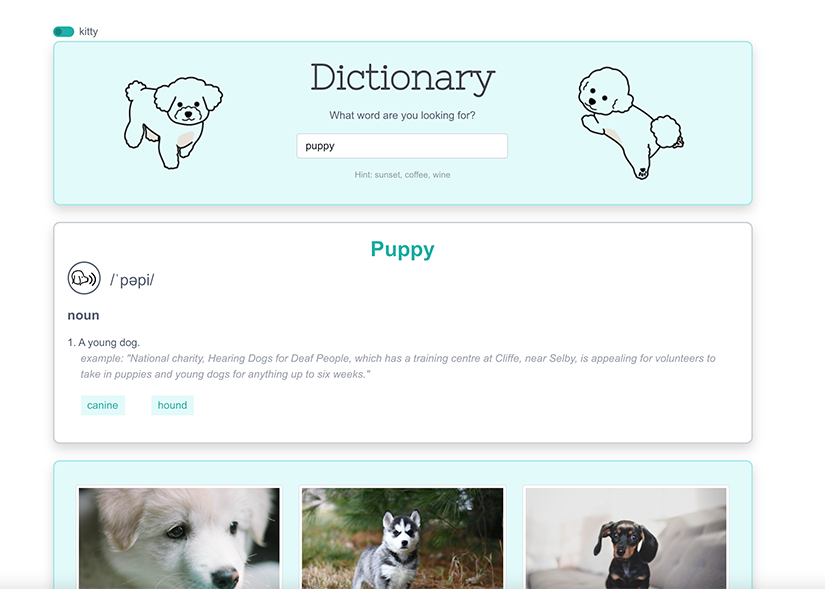 kitty
Dictionary
What word are you looking for?
puppy
Hint: sunset, coffee, wine
Puppy
/ˈpəpi/
noun
1. A young dog.
example: "National charity, Hearing Dogs for Deaf People, which has a training centre at Cliffe, near Selby, is appealing for volunteers to
take in puppies and young dogs for anything up to six weeks."
canine hound